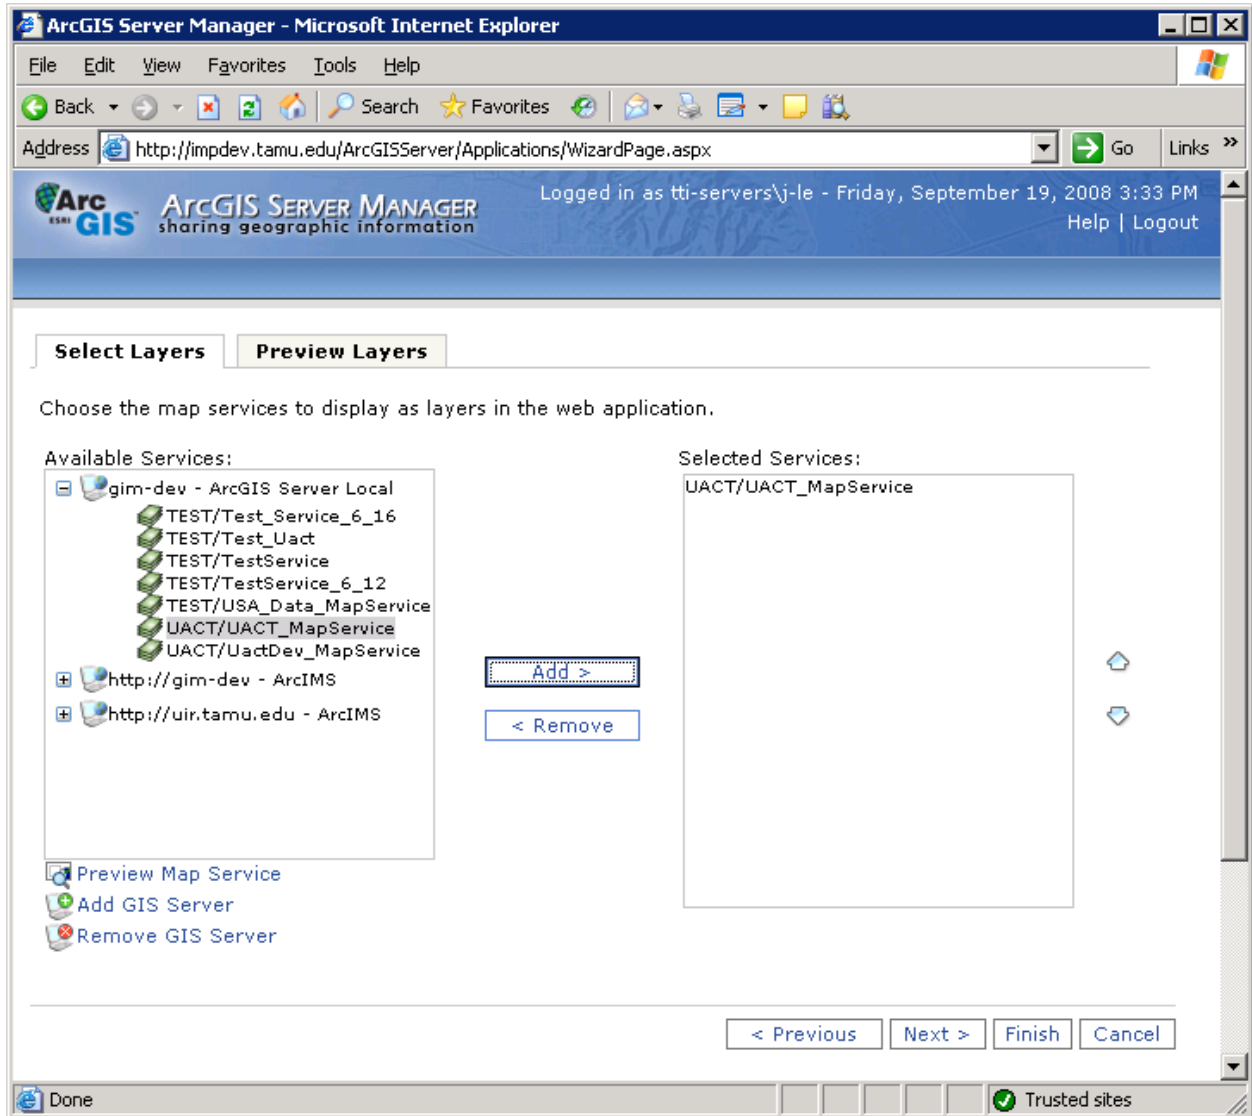 ArcGIS Server Manager - Microsoft Internet Explorer
File Edit View Favorites Tools Help
Back Search Favorites
Address http://impdev.tamu.edu/ArcGISServer/Applications/WizardPage.aspx Go Links »
Arc ESRI GIS
ARCGIS SERVER MANAGER
sharing geographic information
Logged in as tti-servers\j-le - Friday, September 19, 2008 3:33 PM
Help | Logout
Select Layers Preview Layers
Choose the map services to display as layers in the web application.
Available Services:
gim-dev - ArcGIS Server Local
TEST/Test_Service_6_16
TEST/Test_Uact
TEST/TestService
TEST/TestService_6_12
TEST/USA_Data_MapService
UACT/UACT_MapService
UACT/UactDev_MapService
http://gim-dev - ArcIMS
http://uir.tamu.edu - ArcIMS
Add >
< Remove
Selected Services:
UACT/UACT_MapService
Preview Map Service
Add GIS Server
Remove GIS Server
< Previous Next > Finish Cancel
Done Trusted sites